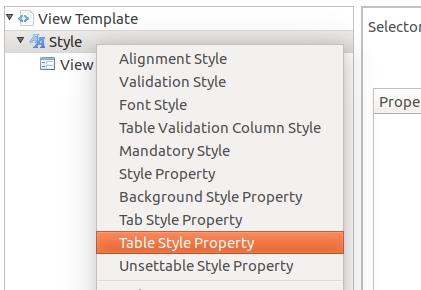 View Template
Selector
Style
View
Alignment Style
Validation Style
Font Style
Table Validation Column Style
Mandatory Style
Style Property
Background Style Property
Tab Style Property
Table Style Property
Unsettable Style Property
Prope